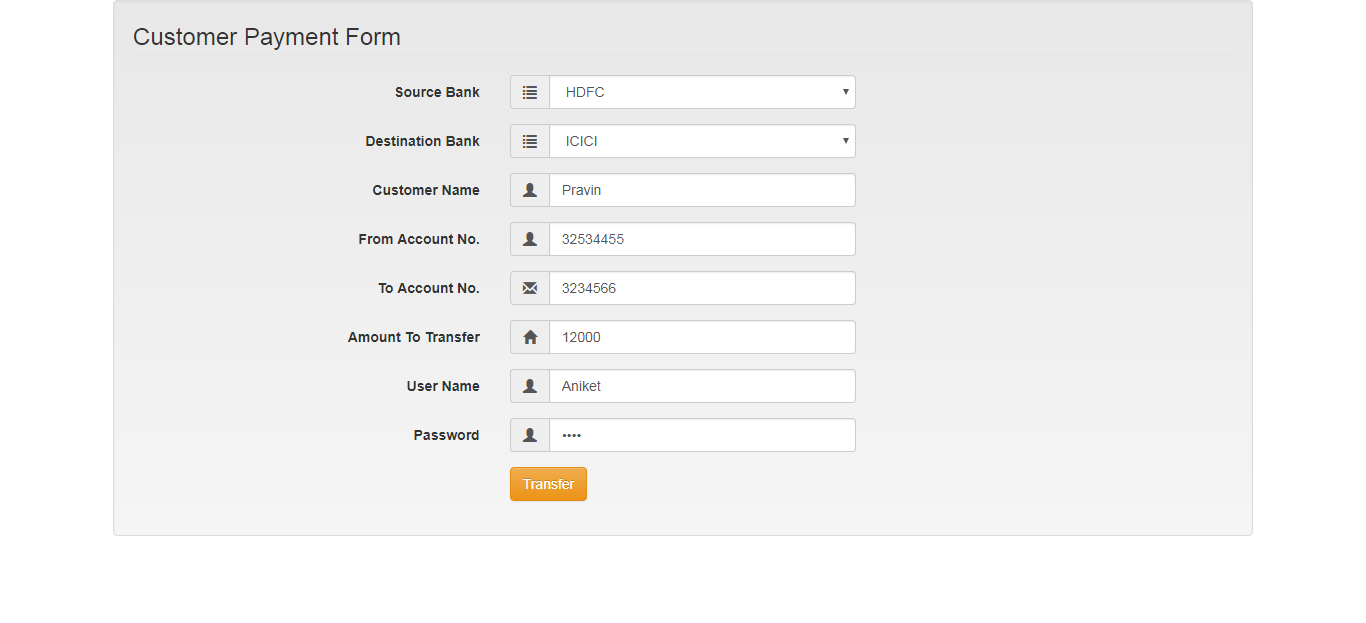 Customer Payment Form
Source Bank HDFC
Destination Bank ICICI
Customer Name Pravin
From Account No. 32534455
To Account No. 3234566
Amount To Transfer 12000
User Name Aniket
Password ••••
Transfer